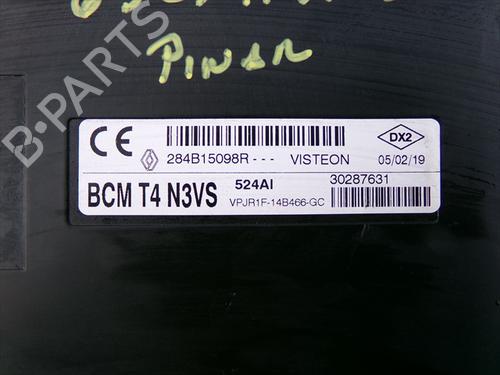 PINAR
B-PARTS
CE
284B15098R - - - VISTEON
DX2
05/02/19
BCM T4 N3VS
524AI
30287631
VPJR1F-14B466-GC